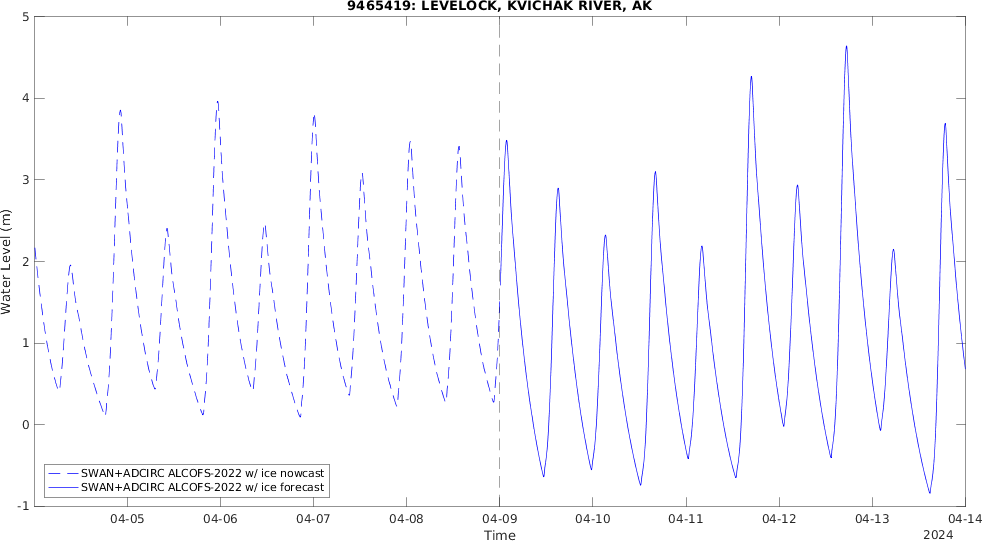 9465419: LEVELOCK, KVICHAK RIVER, AK
5
4
3
2
1
0
-1
Water Level (m)
SWAN+ADCIRC ALCOFS-2022 w/ ice nowcast
SWAN+ADCIRC ALCOFS-2022 w/ ice forecast
04-05 04-06 04-07 04-08 04-09 04-10 04-11 04-12 04-13 04-14
Time
2024